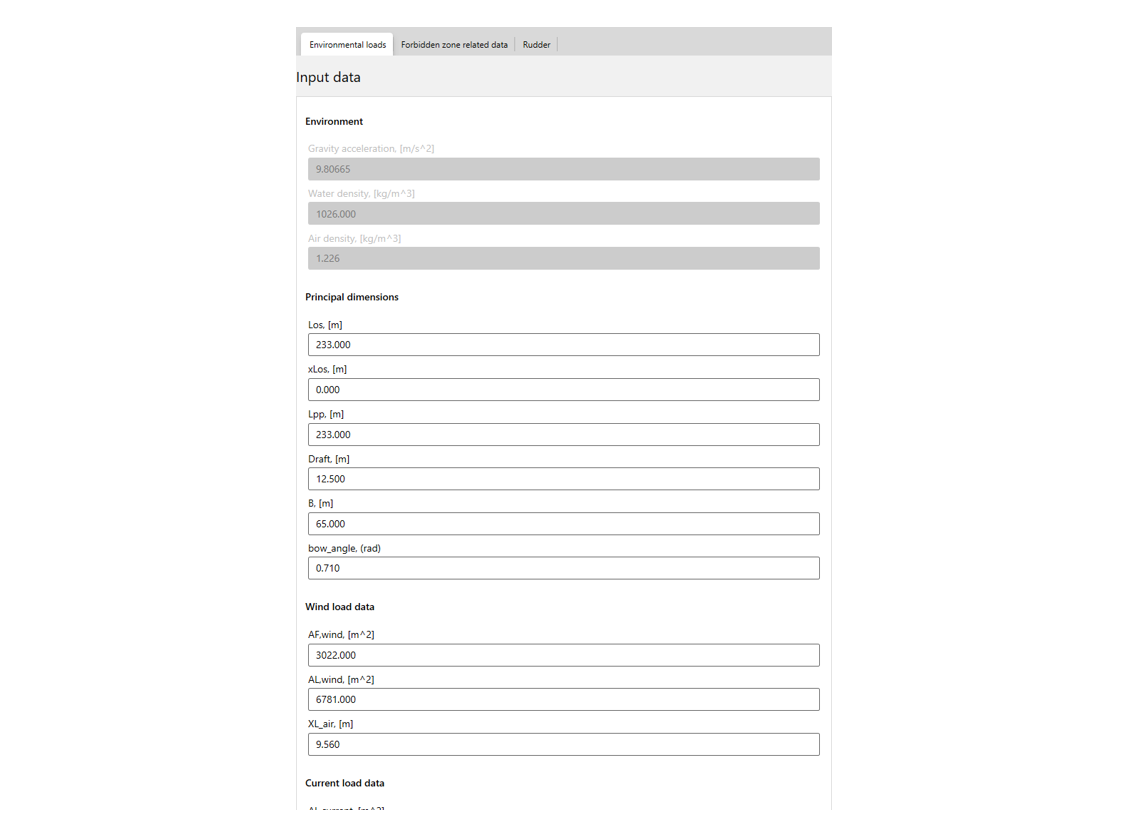 Environmental loads Forbidden zone related data Rudder
Input data
Environment
Gravity acceleration, [m/s^2]
9.80665
Water density, [kg/m^3]
1026.000
Air density, [kg/m^3]
1.226
Principal dimensions
Los, [m]
233.000
xLos, [m]
0.000
Lpp, [m]
233.000
Draft, [m]
12.500
B, [m]
65.000
bow_angle, (rad)
0.710
Wind load data
AF,wind, [m^2]
3022.000
AL,wind, [m^2]
6781.000
XL_air, [m]
9.560
Current load data
AL,current, [m^2]